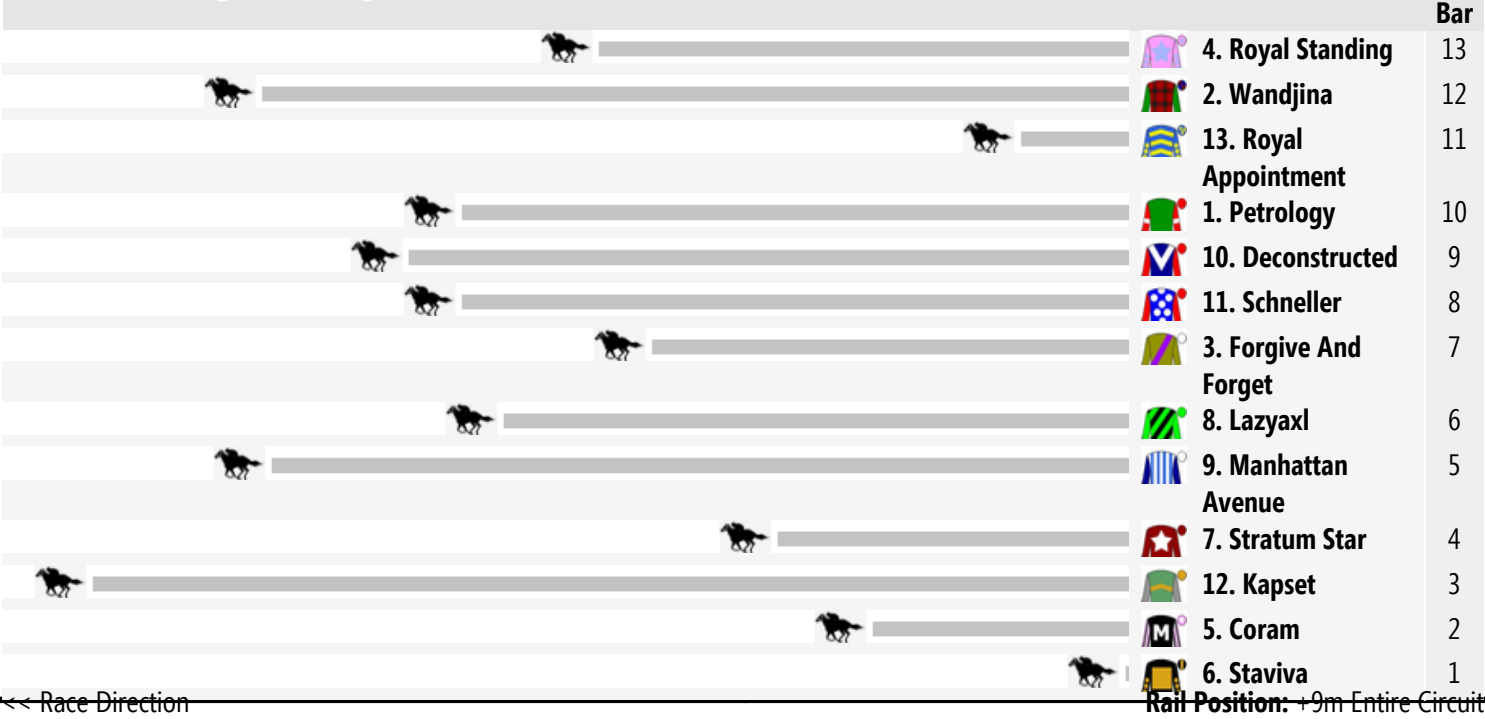 Bar
4. Royal Standing 13
2. Wandjina 12
13. Royal 11
Appointment
1. Petrology 10
10. Deconstructed 9
11. Schneller 8
3. Forgive And 7
Forget
8. Lazyaxl 6
9. Manhattan 5
Avenue
7. Stratum Star 4
12. Kapset 3
M 5. Coram 2
6. Staviva 1
<< Race Direction Rail Position: +9m Entire Circuit